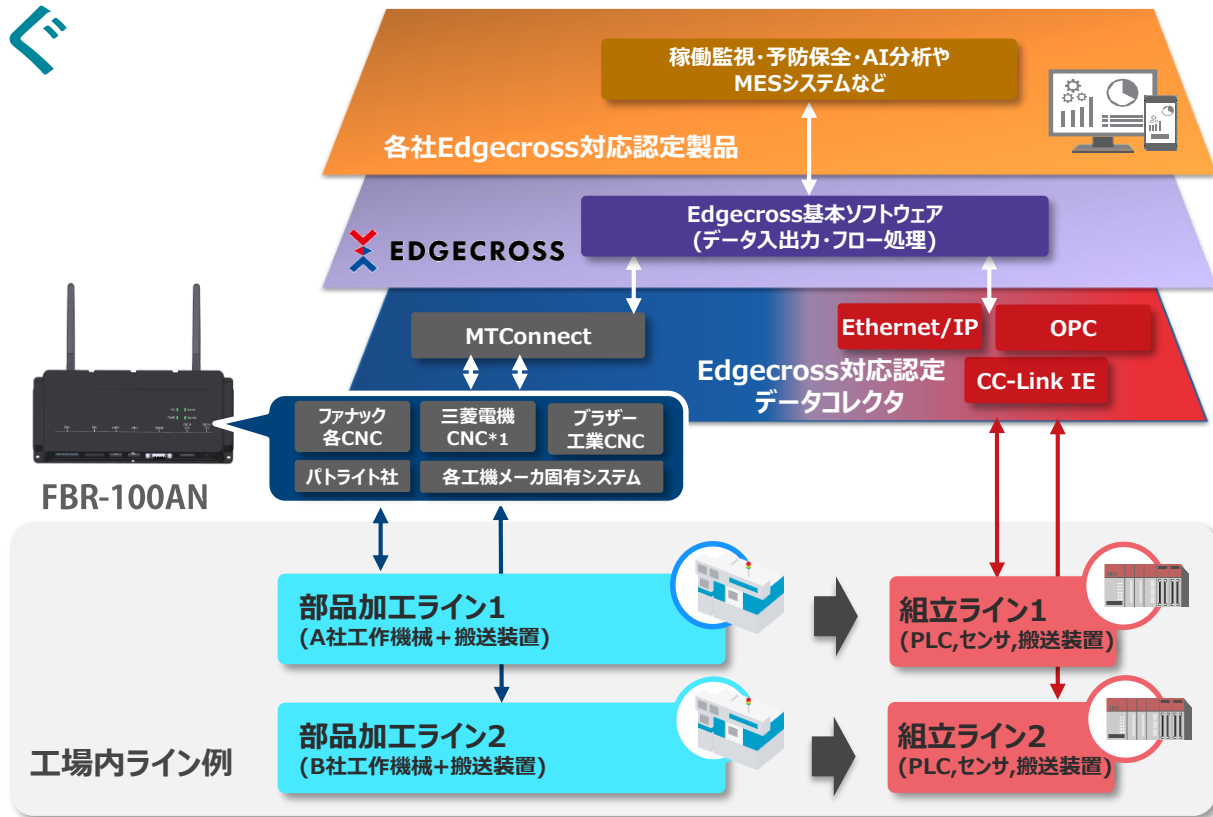 ぐ
稼働監視・予防保全・AI分析や
MESシステムなど
各社Edgecross対応認定製品
Edgecross基本ソフトウェア
(データ入出力・フロー処理)
EDGECROSS
MTConnect
Ethernet/IP
OPC
CC-Link IE
Edgecross対応認定
データコレクタ
ファナック
各CNC
三菱電機
CNC*1
ブラザー
工業CNC
パトライト社
各工機メーカ固有システム
FBR-100AN
部品加工ライン1
(A社工作機械+搬送装置)
組立ライン1
(PLC,センサ,搬送装置)
部品加工ライン2
(B社工作機械+搬送装置)
組立ライン2
(PLC,センサ,搬送装置)
工場内ライン例